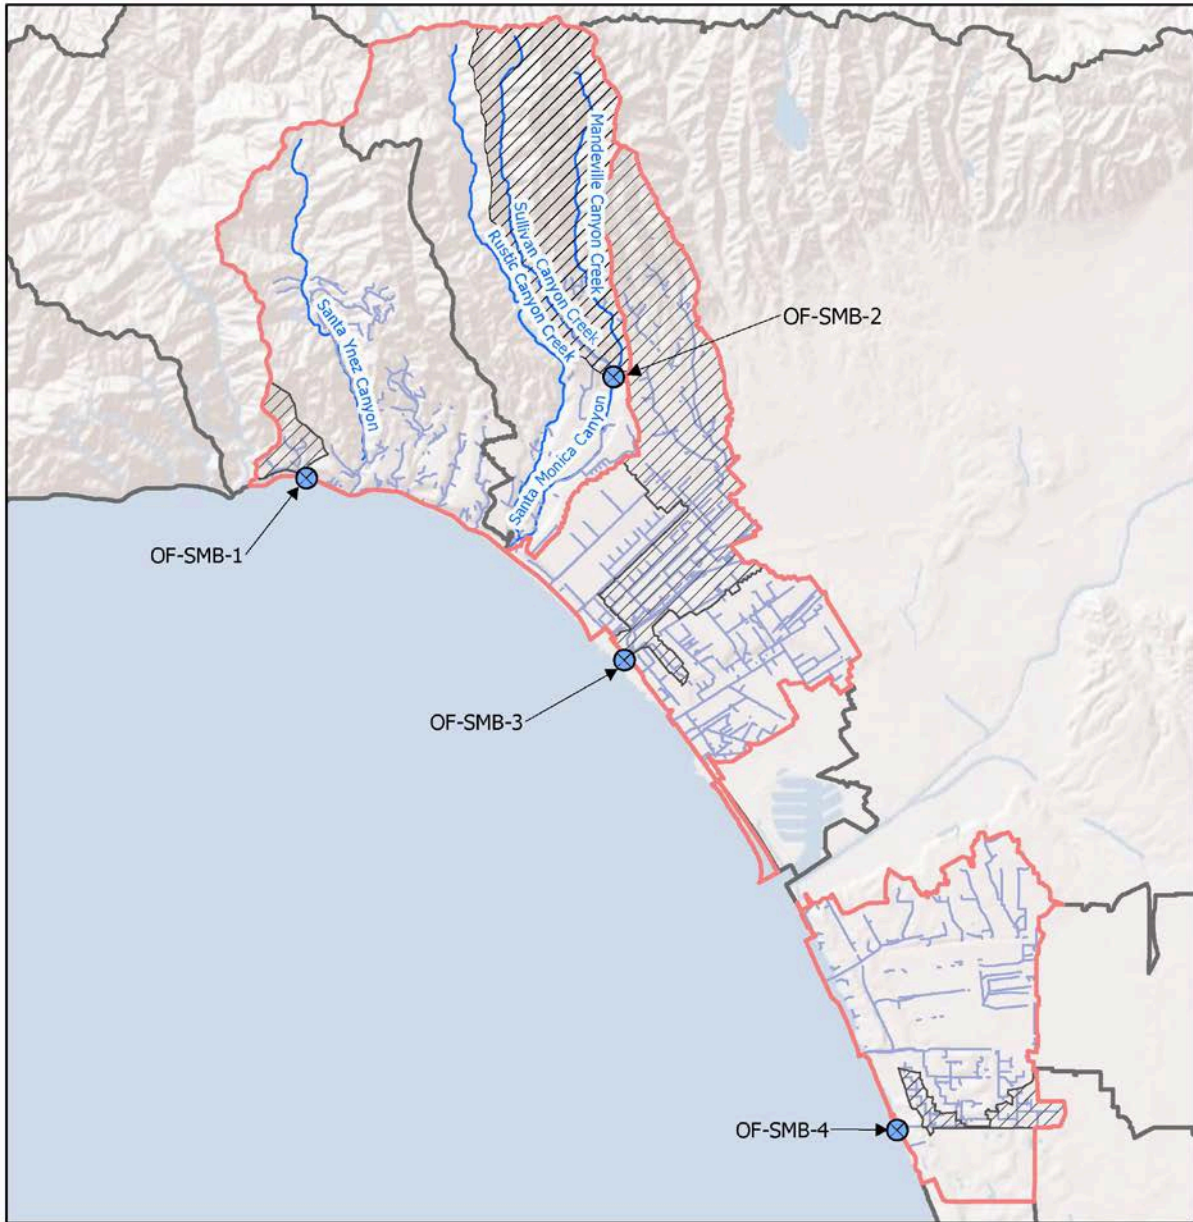 Mandeville Canyon Creek
Sullivan Canyon Creek
Rustic Canyon Creek
Santa Ynez Canyon
OF-SMB-2
Santa Monica Canyon
OF-SMB-1
OF-SMB-3
OF-SMB-4